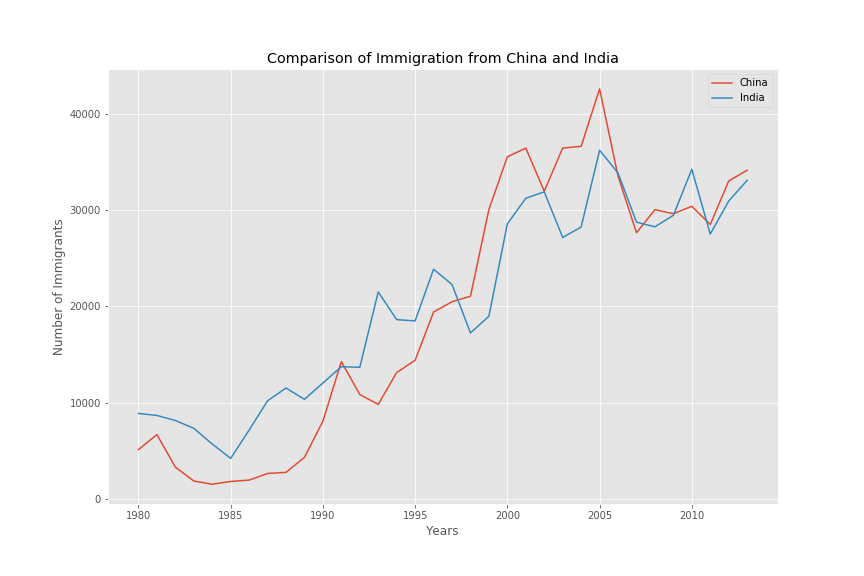 Comparison of Immigration from China and India
China
India
Number of Immigrants
40000
30000
20000
10000
0
1980 1985 1990 1995 2000 2005 2010
Years